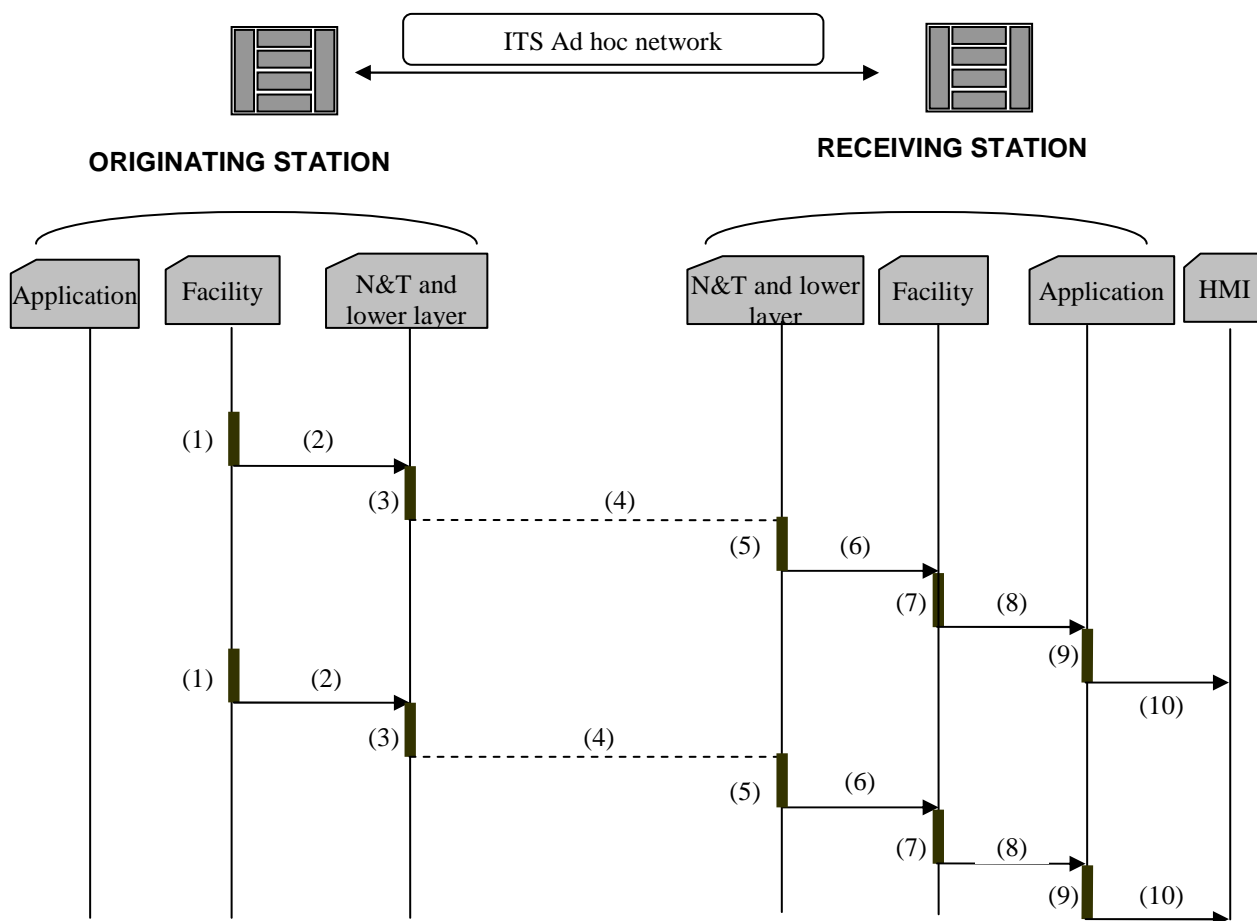 ITS Ad hoc network
ORIGINATING STATION
RECEIVING STATION
Application
Facility
N&T and
lower layer
N&T and lower
layer
Facility
Application
HMI
(1)
(2)
(3)
(4)
(5)
(6)
(7)
(8)
(9)
(10)
(1)
(2)
(3)
(4)
(5)
(6)
(7)
(8)
(9)
(10)